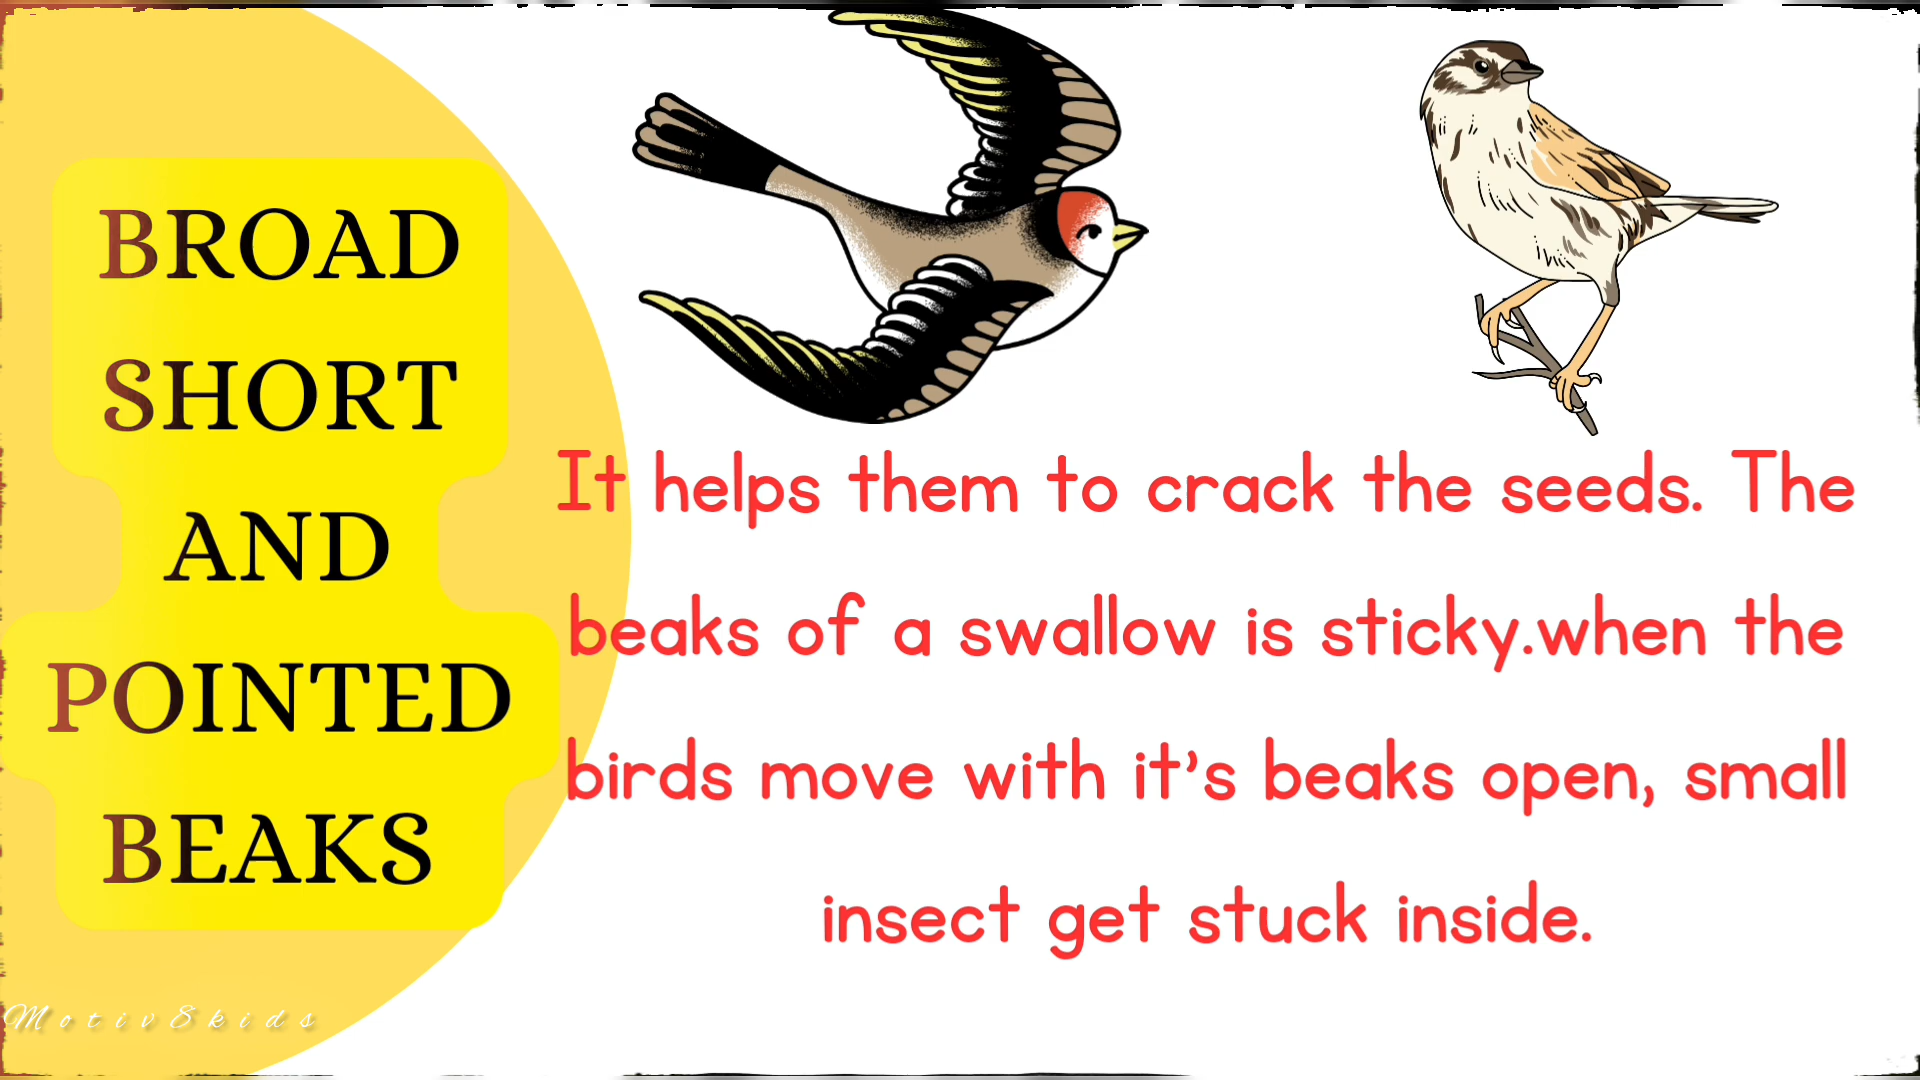 BROAD
SHORT
AND
POINTED
BEAKS
It helps them to crack the seeds. The
beaks of a swallow is sticky.when the
birds move with it's beaks open, small
insect get stuck inside.
Motiv8kids